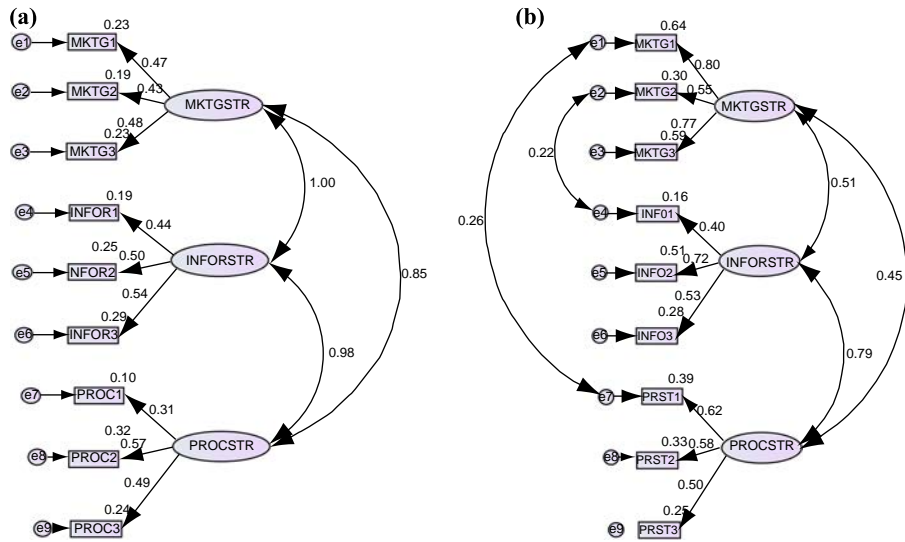 (a)
0.23
e1 MKTG1
0.47
0.19
e2 MKTG2 0.43
MKTGSTR
0.48
0.23
e3 MKTG3
1.00
0.19
e4 INFOR1
0.44
0.25
0.50
e5 NFOR2
INFORSTR
0.85
0.54
0.29
e6 INFOR3
0.98
0.10
e7 PROC1
0.31
0.32
0.57
e8 PROC2
PROCSTR
0.49
0.24
e9 PROC3
(b)
0.64
e1 MKTG1
0.80
0.30
e2 MKTG2 0.55
MKTGSTR
0.77
0.59
e3 MKTG3
0.22
0.51
0.26
0.16
e4 INF01
0.40
0.51
0.72
e5 INFO2
INFORSTR
0.45
0.53
0.28
e6 INFO3
0.79
0.39
e7 PRST1
0.62
0.33 0.58
e8 PRST2
PROCSTR
0.50
0.25
e9 PRST3